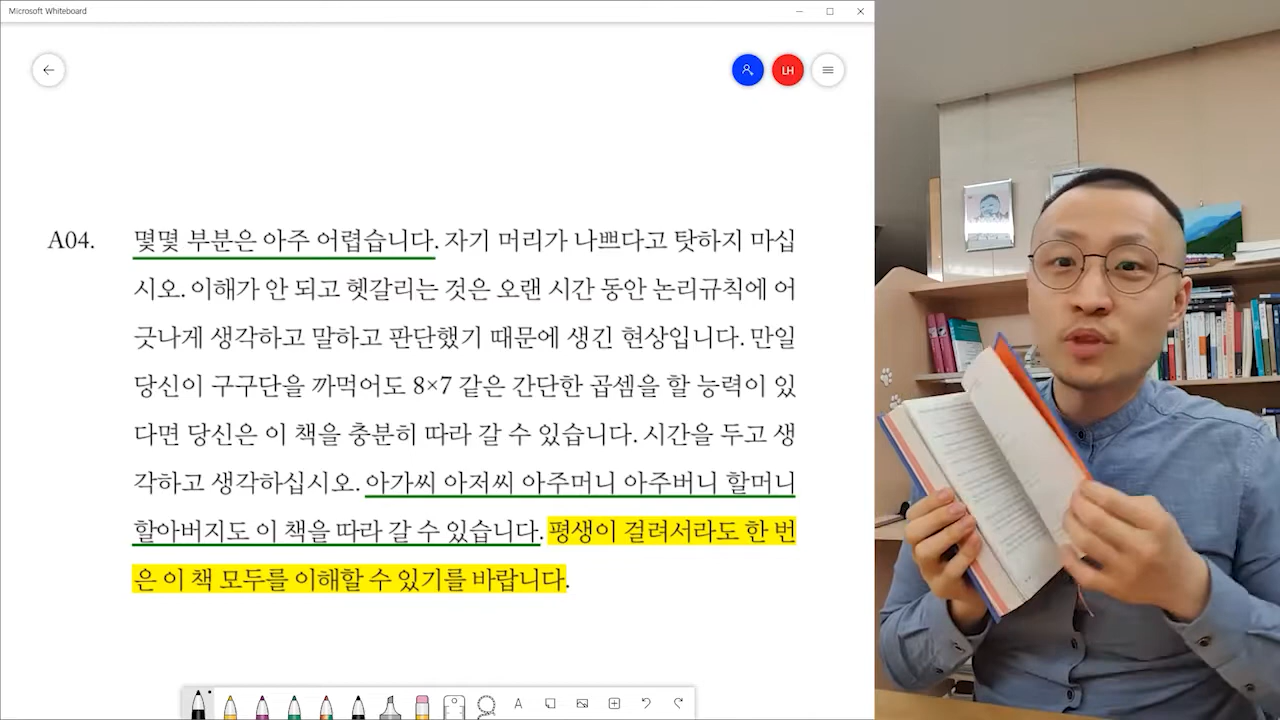 Microsoft Whiteboard
LH
A04.
몇몇 부분은 아주 어렵습니다. 자기 머리가 나쁘다고 탓하지 마십
시오. 이해가 안 되고 헷갈리는 것은 오랜 시간 동안 논리규칙에 어
긋나게 생각하고 말하고 판단했기 때문에 생긴 현상입니다. 만일
당신이 구구단을 까먹어도 8×7 같은 간단한 곱셈을 할 능력이 있
다면 당신은 이 책을 충분히 따라 갈 수 있습니다. 시간을 두고 생
각하고 생각하십시오. 아가씨 아저씨 아주머니 아주버니 할머니
할아버지도 이 책을 따라 갈 수 있습니다. 평생이 걸려서라도 한 번
은 이 책 모두를 이해할 수 있기를 바랍니다.
A